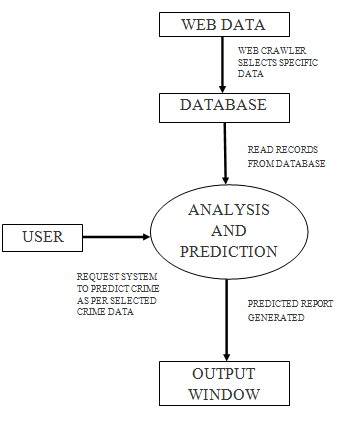 WEB DATA
WEB CRAWLER
SELECTS SPECIFIC
DATA
DATABASE
READ RECORDS
FROM DATABASE
ANALYSIS
AND
PREDICTION
USER
REQUEST SYSTEM
TO PREDICT CRIME
AS PER SELECTED
CRIME DATA
PREDICTED REPORT
GENERATED
OUTPUT
WINDOW